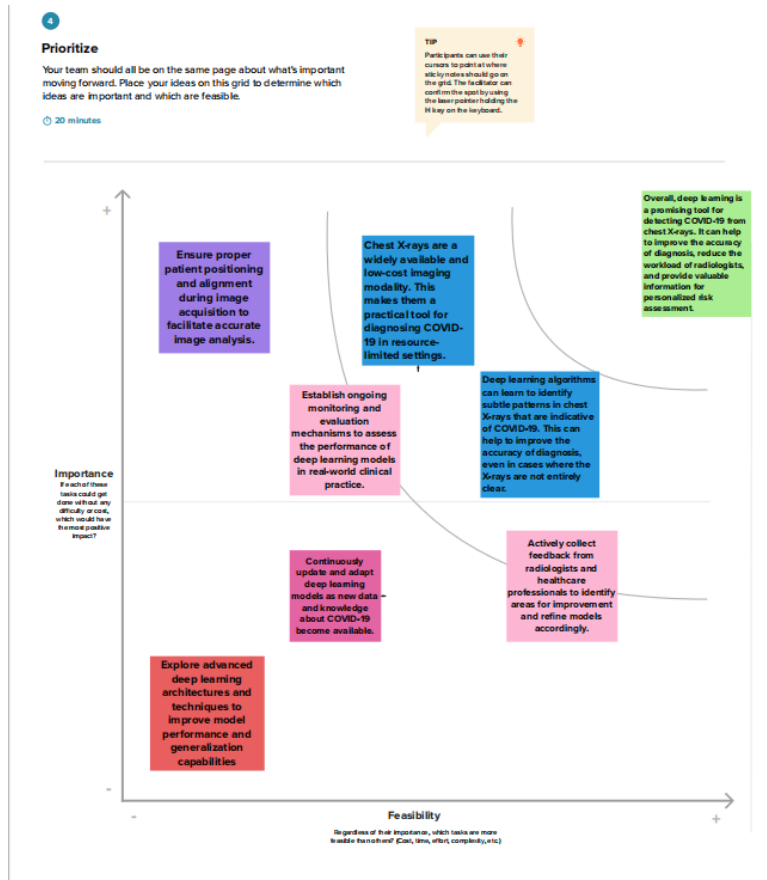 4
Prioritize
Your team should all be on the same page about what's important
moving forward. Place your ideas on this grid to determine which
ideas are important and which are feasible.
20 minutes
TIP
Participants can use their
cursors to point at where
sticky notes should go on
the grid. The facilitator can
confirm the spot by using
the laser pointer holding the
H key on the keyboard.
+
Overall, deep learning is
a promising tool for
detecting COVID-19 from
chest X-rays. It can help
to improve the accuracy
of diagnosis, reduce the
workload of radiologists,
and provide valuable
information for
personalized risk
assessment.
Ensure proper
patient positioning
and alignment
during image
acquisition to
facilitate accurate
image analysis.
Chest X-rays are a
widely available and
low-cost imaging
modality. This
makes them a
practical tool for
diagnosing COVID-
19 in resource-
limited settings.
Deep learning algorithms
can learn to identify
subtle patterns in chest
X-rays that are indicative
of COVID-19. This can
help to improve the
accuracy of diagnosis,
even in cases where the
X-rays are not entirely
clear.
Establish ongoing
monitoring and
evaluation
mechanisms to assess
the performance of
deep learning models
in real-world clinical
practice.
Importance
If each of these
tasks could get
done without any
difficulty or cost,
which would have
the most positive
impact?
Actively collect
feedback from
radiologists and
healthcare
professionals to identify
areas for improvement
and refine models
accordingly.
Continuously
update and adapt
deep learning
models as new data
and knowledge
about COVID-19
become available.
Explore advanced
deep learning
architectures and
techniques to
improve model
performance and
generalization
capabilities
-
-
Feasibility
+
Regardless of their importance, which tasks are more
feasible than others? (Cost, time, effort, complexity, etc.)